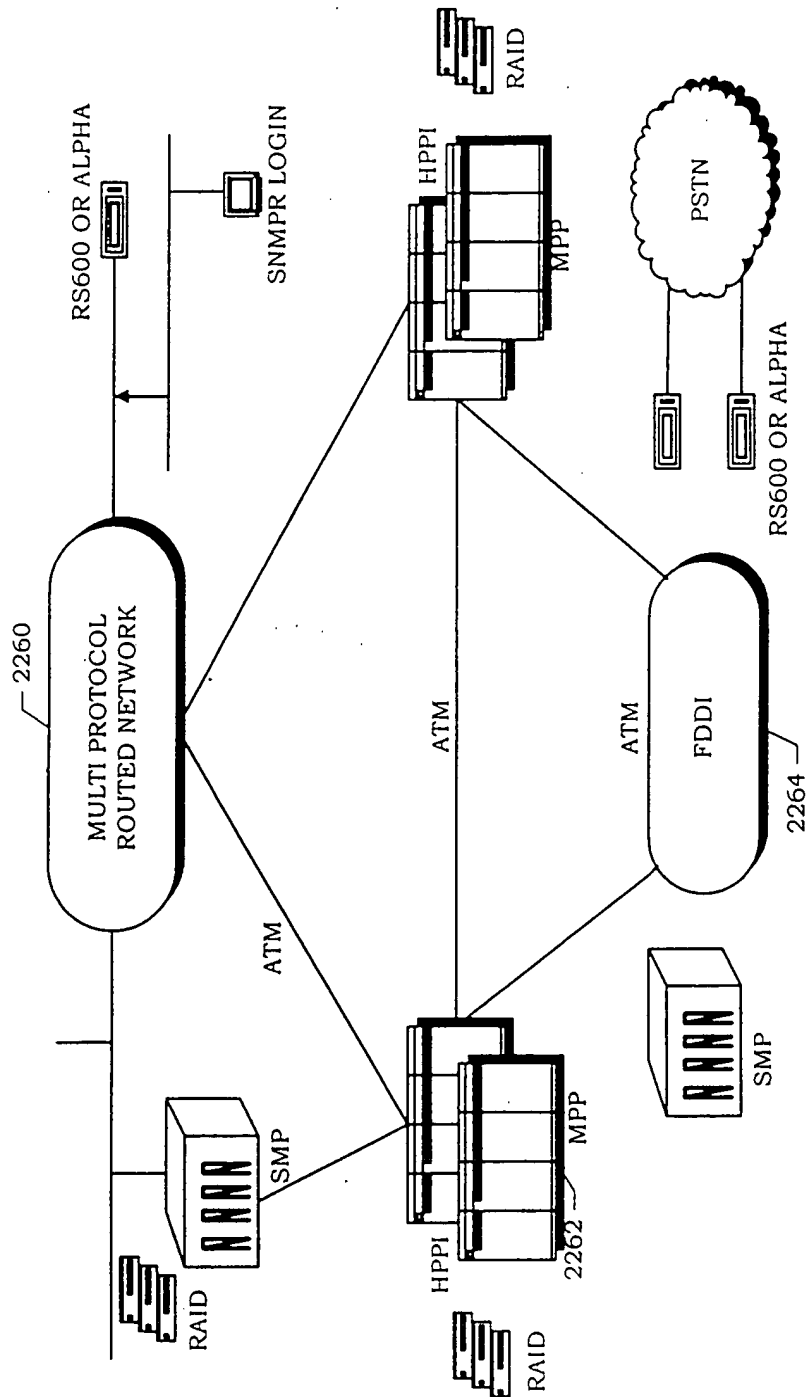 2260
MULTI PROTOCOL
ROUTED NETWORK
RS600 OR ALPHA
SNMPR LOGIN
RAID
SMP
ATM
HPPI
MPP
2262
RAID
ATM
HPPI
MPP
RAID
SMP
ATM
FDDI
2264
PSTN
RS600 OR ALPHA